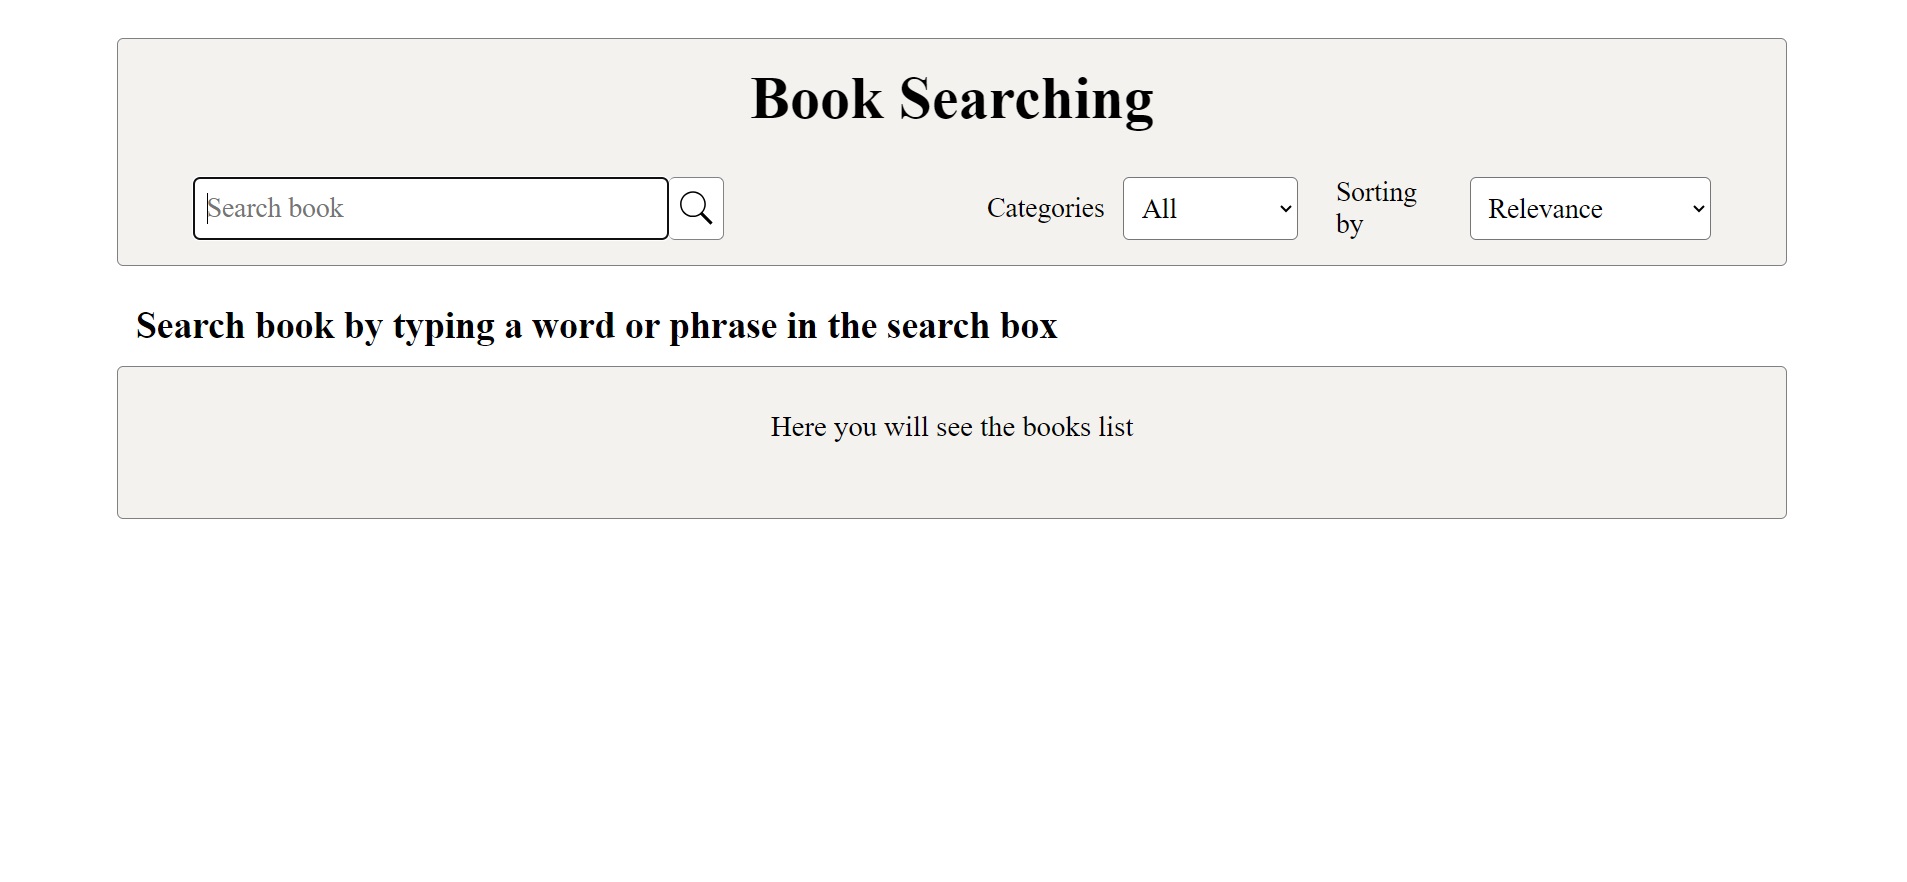 Book Searching
Search book
Categories
All
Sorting
by
Relevance
Search book by typing a word or phrase in the search box
Here you will see the books list